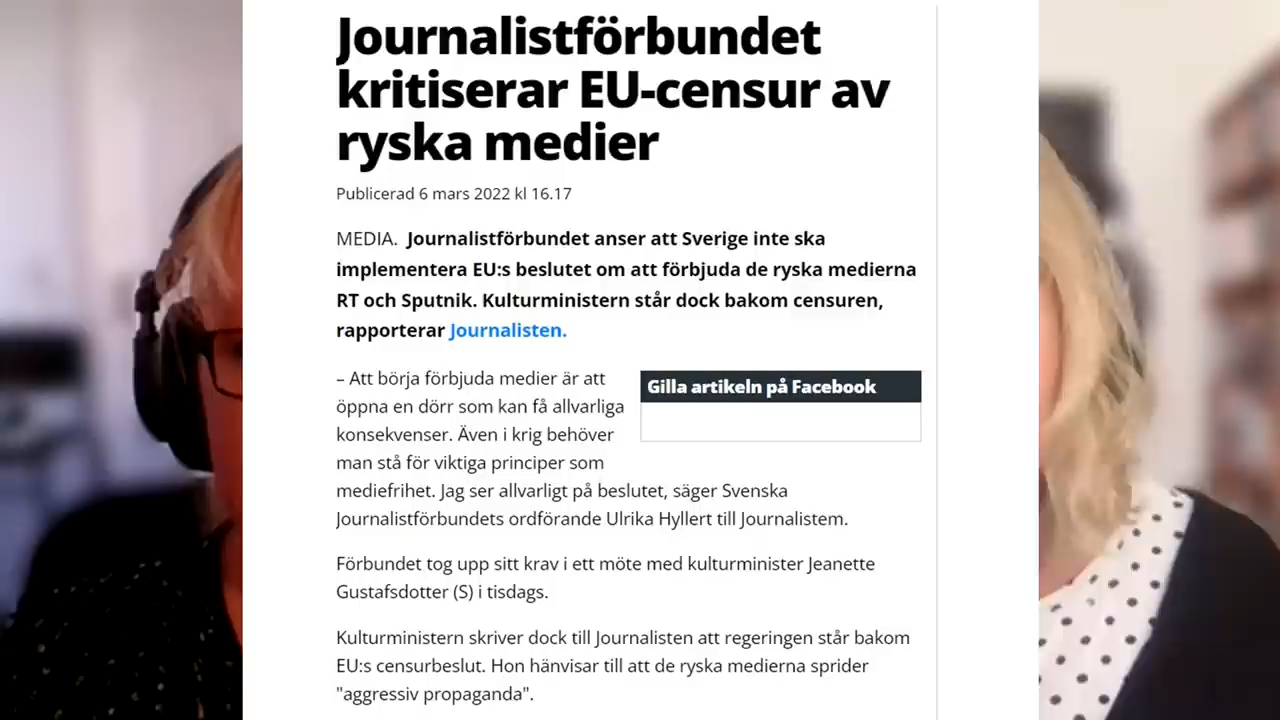 Journalistförbundet
kritiserar EU-censur av
ryska medier
Publicerad 6 mars 2022 kl 16.17
MEDIA. Journalistförbundet anser att Sverige inte ska
implementera EU:s beslutet om att förbjuda de ryska medierna
RT och Sputnik. Kulturministern står dock bakom censuren,
rapporterar Journalisten.
– Att börja förbjuda medier är att
öppna en dörr som kan få allvarliga
konsekvenser. Även i krig behöver
man stå för viktiga principer som
mediefrihet. Jag ser allvarligt på beslutet, säger Svenska
Journalistförbundets ordförande Ulrika Hyllert till Journalistem.
Gilla artikeln på Facebook
Förbundet tog upp sitt krav i ett möte med kulturminister Jeanette
Gustafsdotter (S) i tisdags.
Kulturministern skriver dock till Journalisten att regeringen står bakom
EU:s censurbeslut. Hon hänvisar till att de ryska medierna sprider
"aggressiv propaganda".